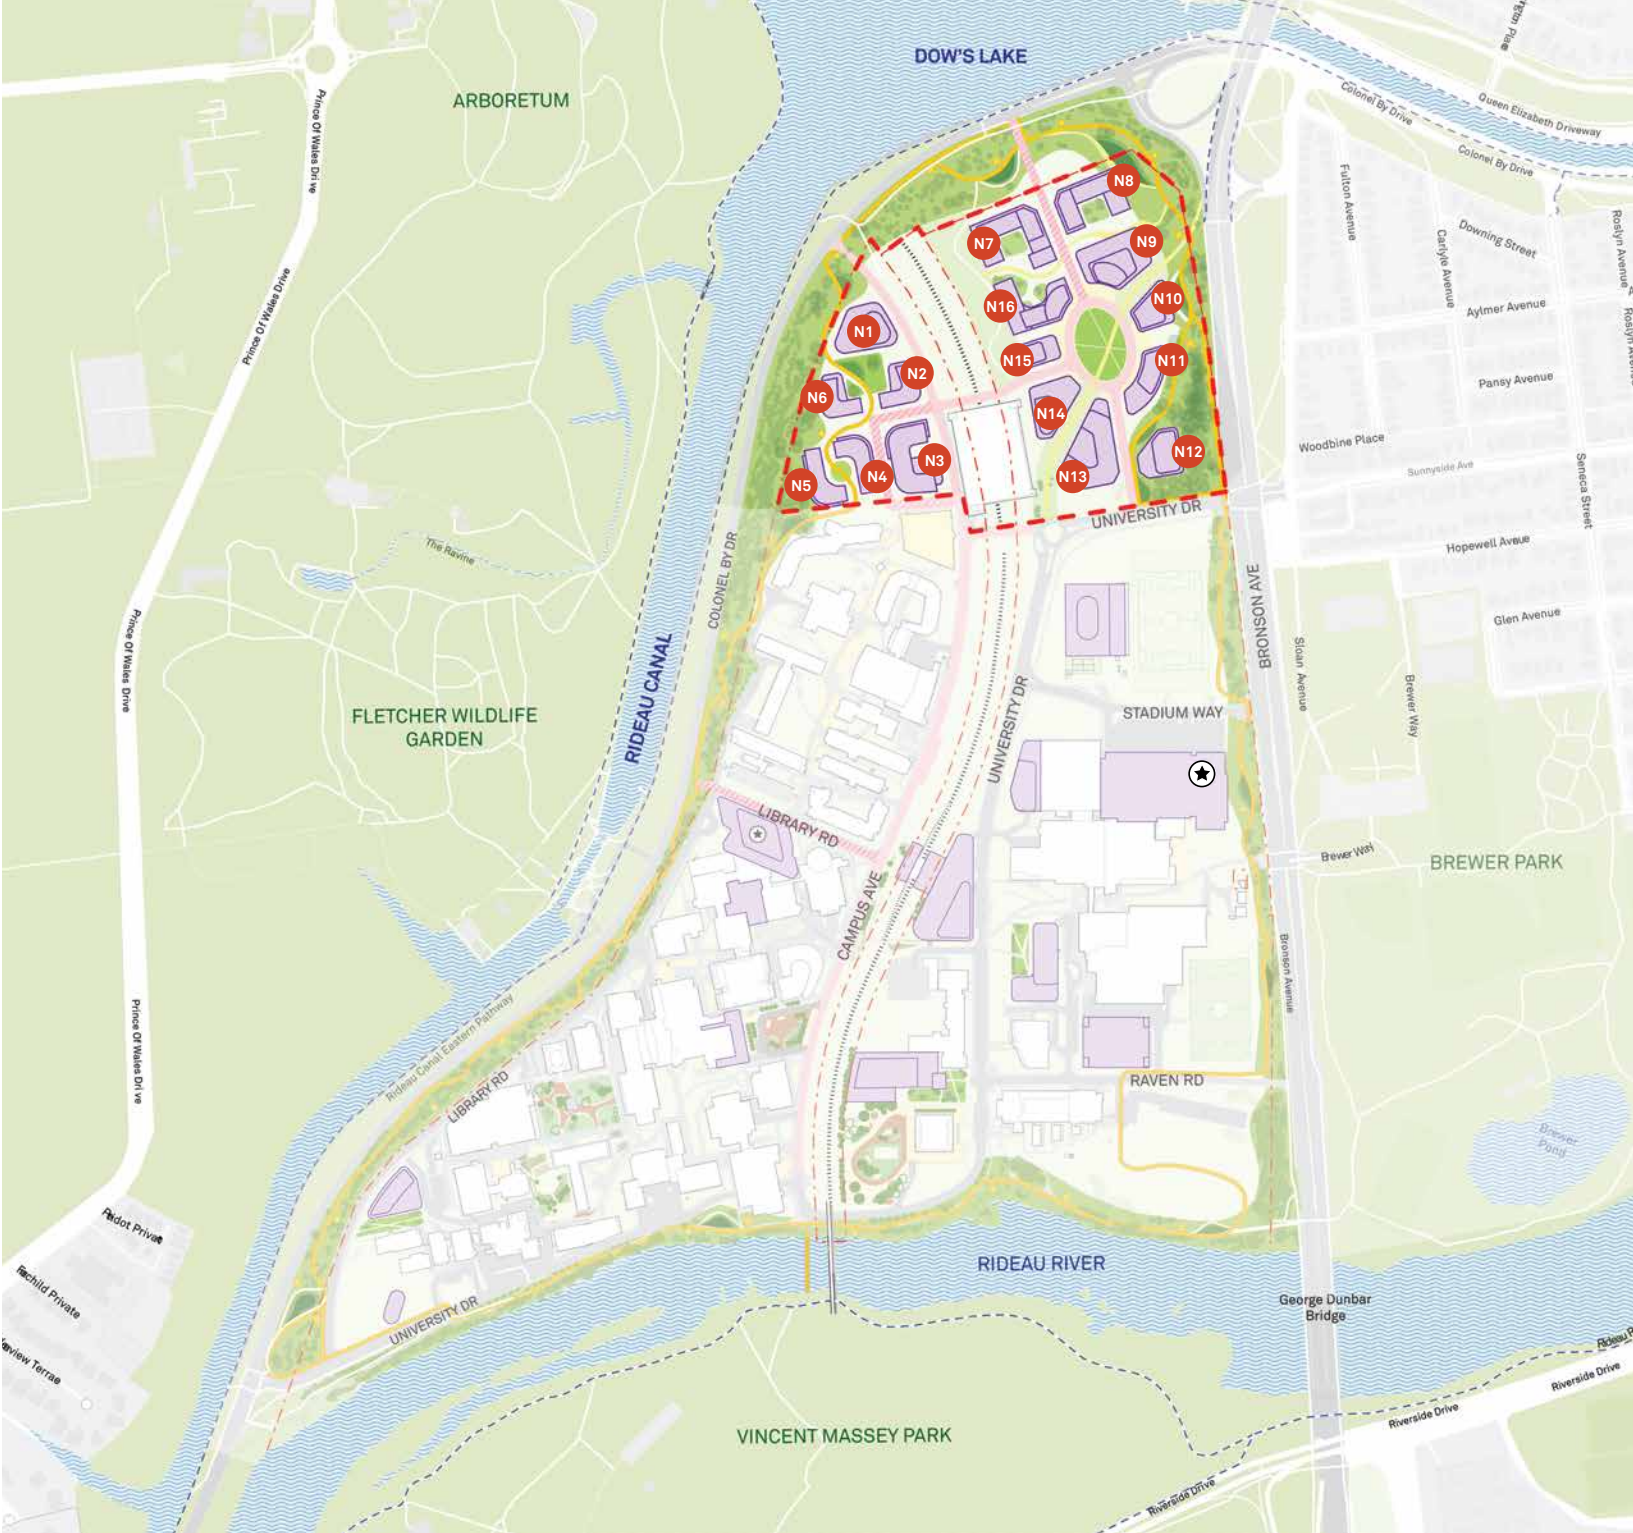 DOW'S LAKE
ARBORETUM
Prince Of Wales Drive
Colonel By Drive
Queen Elizabeth Driveway
Colonel By Drive
Fulton Avenue
Carlyle Avenue
Downing Street
Roslyn Avenue
Aylmer Avenue
Pansy Avenue
Woodbine Place
Sunnyside Ave
Seneca Street
Hopewell Avnue
Glen Avenue
Prince Of Wales Drive
N8
N9
N7
N10
N16
N1
N15
N11
N2
N6
N14
N12
N3
N4
N13
N5
UNIVERSITY DR
The Ravine
COLONEL BY DR
BRONSON AVE
Sloan Avenue
Brewer Way
Prince Of Wales Drive
RIDEAU CANAL
FLETCHER WILDLIFE
GARDEN
UNIVERSITY DR
STADIUM WAY
LIBRARY RD
Brewer Way
BREWER PARK
CAMPUS AVE
Bronson Avenue
Prince Of Wales Drive
Rideau Canal Eastern Pathway
LIBRARY RD
RAVEN RD
Brewer
Pond
RIDEAU RIVER
George Dunbar
Bridge
UNIVERSITY DR
VINCENT MASSEY PARK
Riverside Drive
Riverside Drive
Riverside Drive